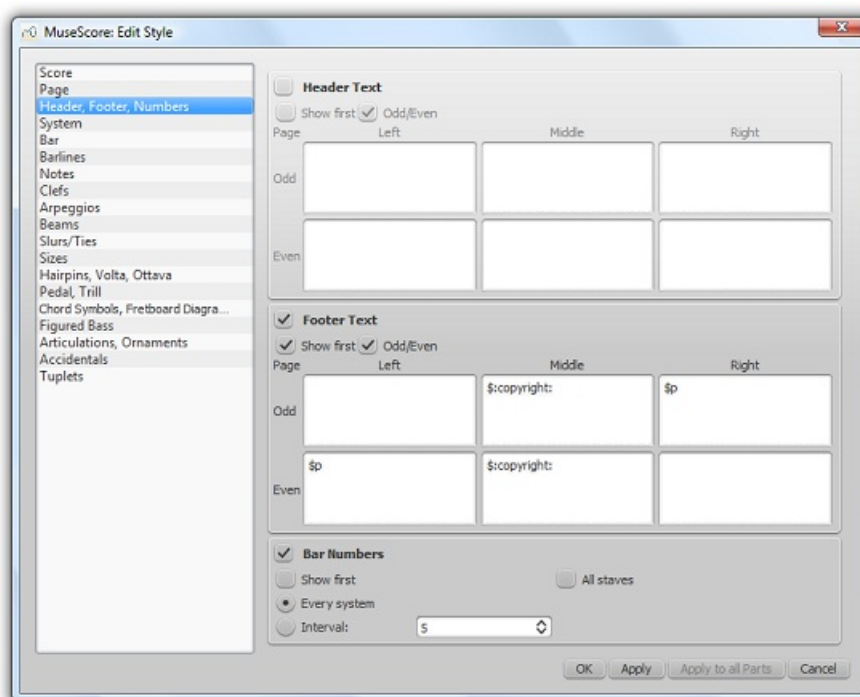 MuseScore: Edit Style
Score
Page
Header, Footer, Numbers
System
Bar
Barlines
Notes
Clefs
Arpeggios
Beams
Slurs/Ties
Sizes
Hairpins, Volta, Ottava
Pedal, Trill
Chord Symbols, Fretboard Diagra...
Figured Bass
Articulations, Ornaments
Accidentals
Tuplets
Header Text
Show first Odd/Even
Page Left Middle Right
Odd
Even
Footer Text
Show first Odd/Even
Page Left Middle Right
Odd $:copyright: $p
Even $p $:copyright:
Bar Numbers
Show first All staves
Every system
Interval: 5
OK Apply Apply to all Parts Cancel